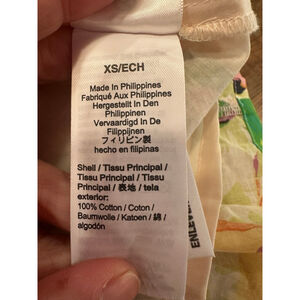 XS/ECH
Made In Philippines
Fabriqué Aux Philippines
Hergestellt In Den
Philippinen
Vervaardigd In De
Filippijnen
フィリピン製
hecho en filipinas
Shell / Tissu Principal /
Tissu Principal / Tissu
Principal / 表地 / tela
exterior:
100% Cotton / Coton /
Baumwolle / Katoen / 綿 /
algodón
ENLEVER